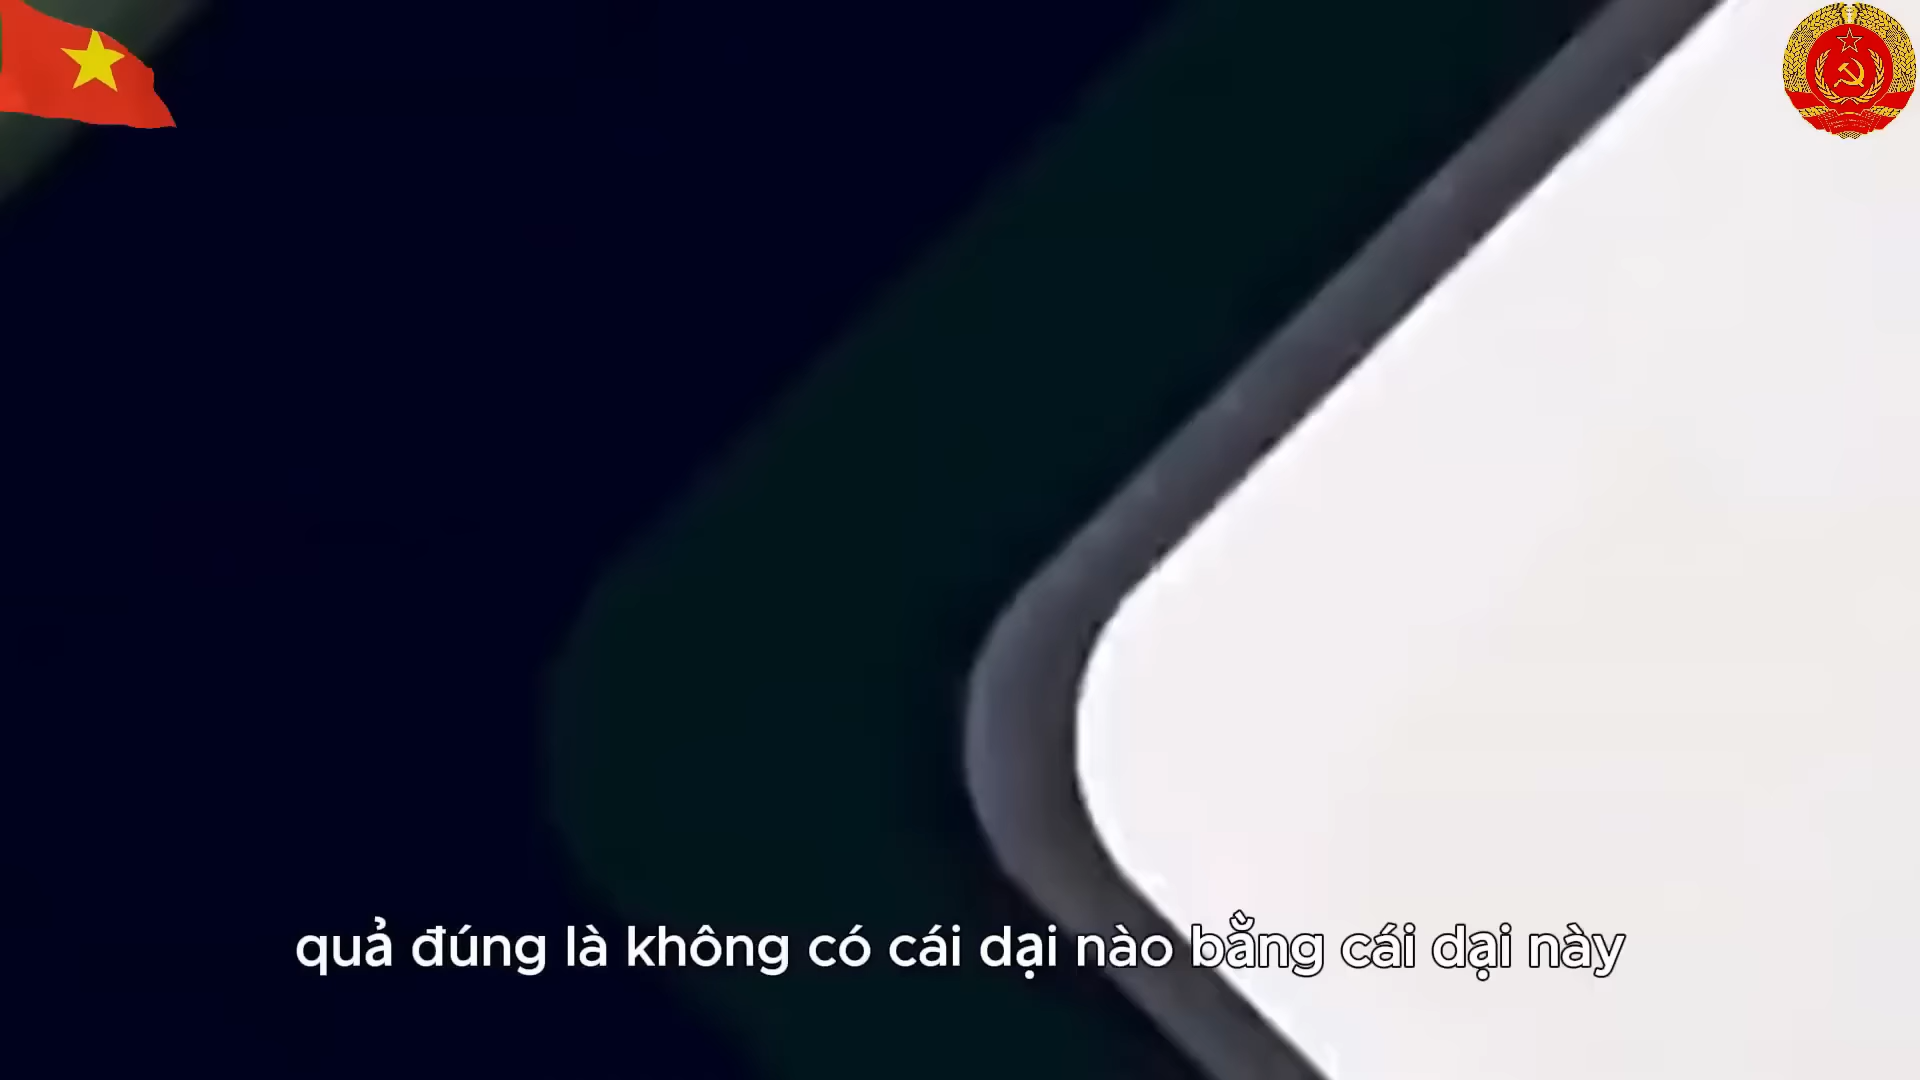 quả đúng là không có cái dại nào bằng cái dại này